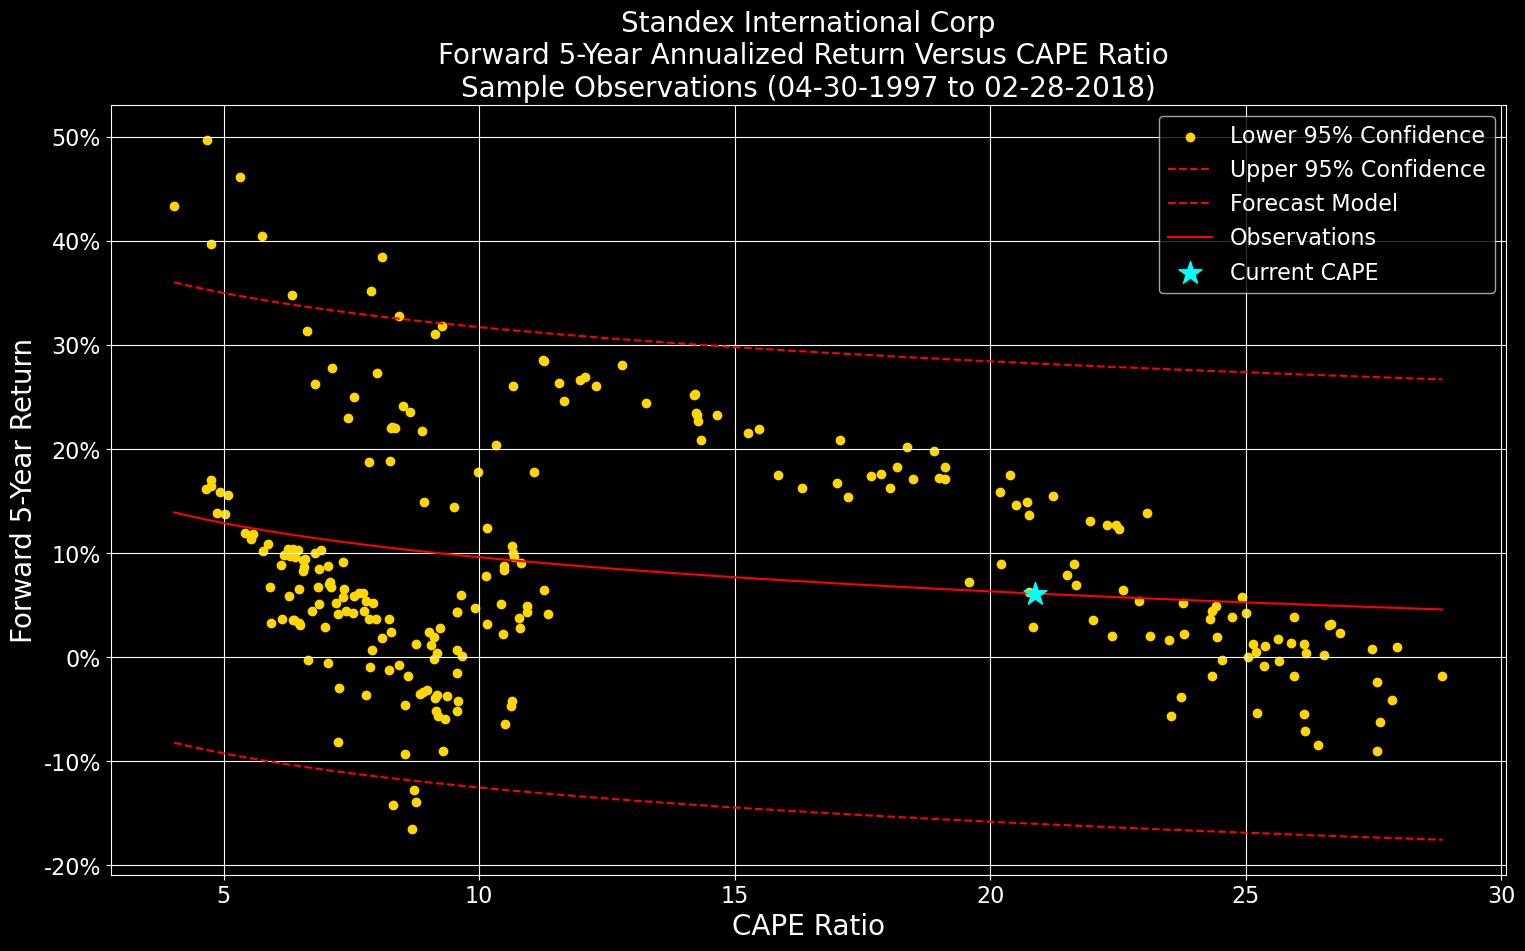 Standex International Corp
Forward 5-Year Annualized Return Versus CAPE Ratio
Sample Observations (04-30-1997 to 02-28-2018)
Lower 95% Confidence
Upper 95% Confidence
Forecast Model
Observations
Current CAPE
Forward 5-Year Return
50%
40%
30%
20%
10%
0%
-10%
-20%
5
10
15
20
25
30
CAPE Ratio